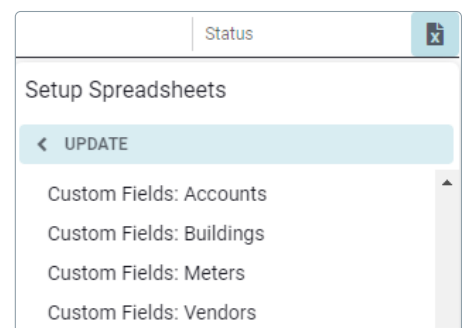 Status
Setup Spreadsheets
UPDATE
Custom Fields: Accounts
Custom Fields: Buildings
Custom Fields: Meters
Custom Fields: Vendors